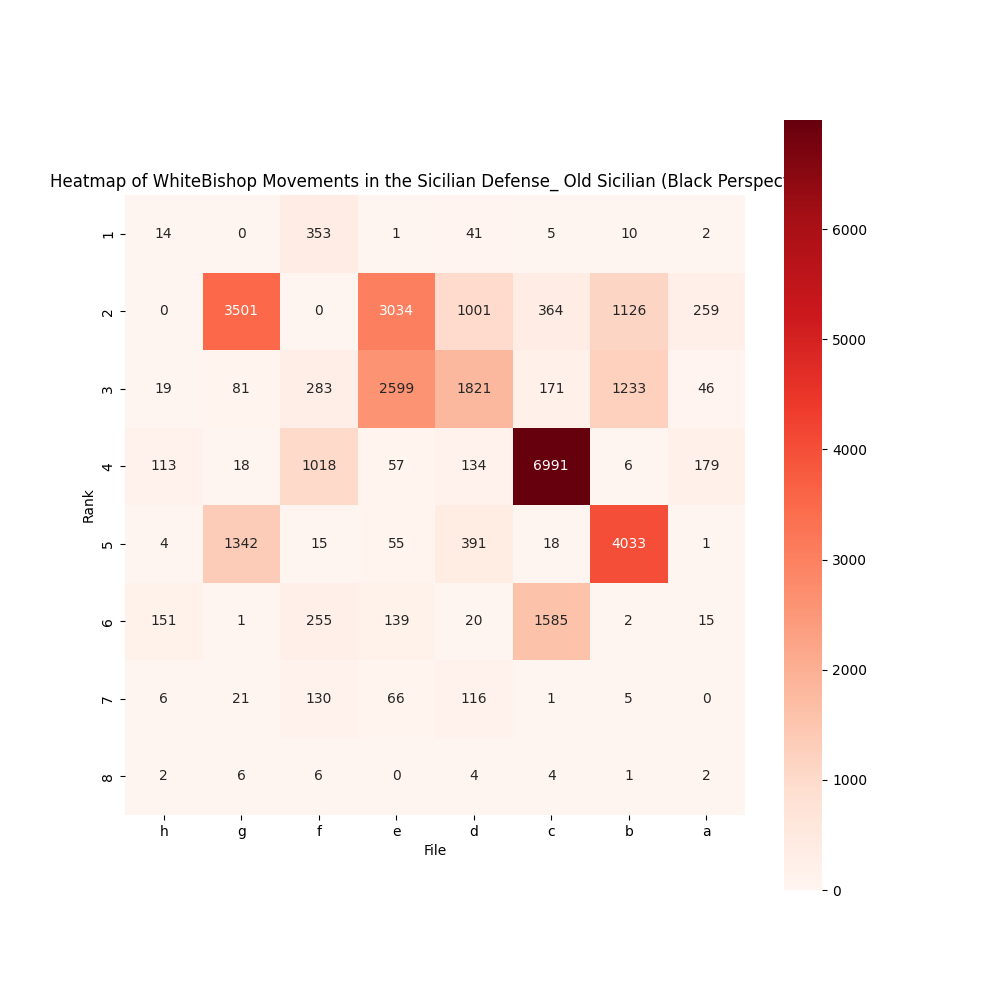 Heatmap of WhiteBishop Movements in the Sicilian Defense_ Old Sicilian (Black Perspec
1 14 0 353 1 41 5 10 2
6000
2 0 3501 0 3034 1001 364 1126 259
5000
3 19 81 283 2599 1821 171 1233 46
4000
4 113 18 1018 57 134 6991 6 179
Rank
5 4 1342 15 55 391 18 4033 1
3000
6 151 1 255 139 20 1585 2 15
2000
7 6 21 130 66 116 1 5 0
1000
8 2 6 6 0 4 4 1 2
h g f e d c b a
File
0